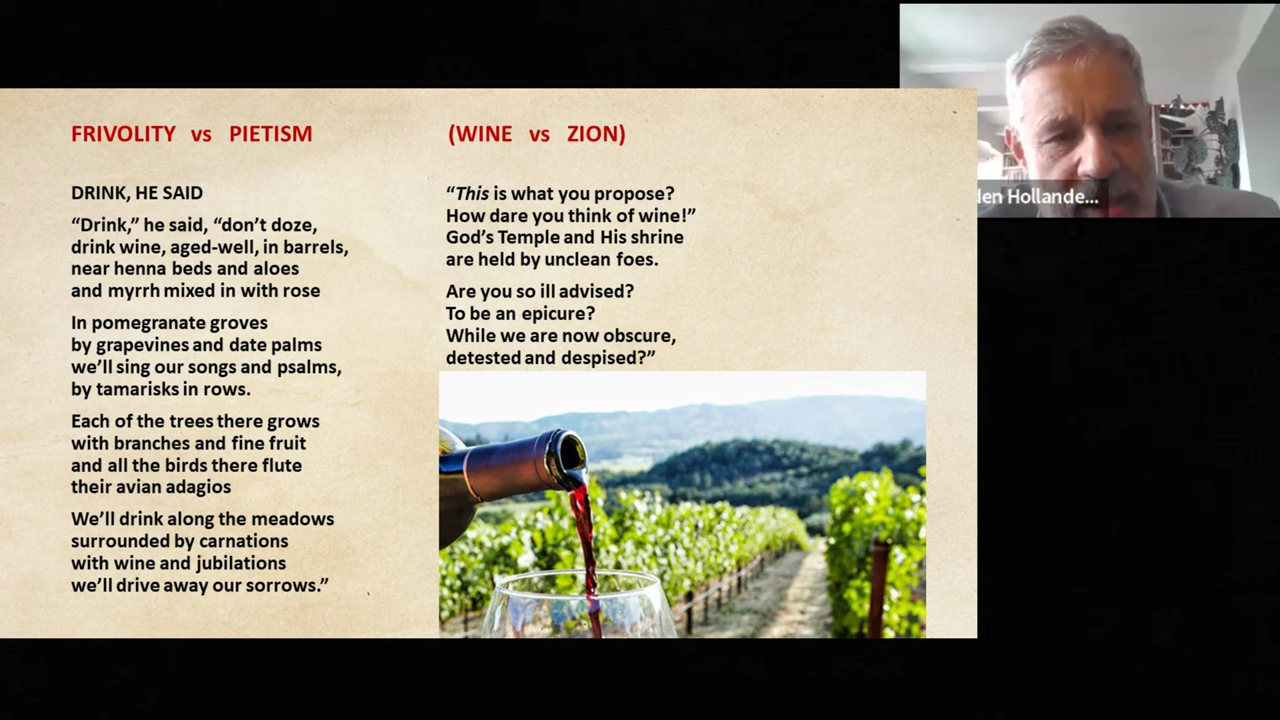 FRIVOLITY vs PIETISM
(WINE vs ZION)
DRINK, HE SAID
“Drink,” he said, “don’t doze,
drink wine, aged-well, in barrels,
near henna beds and aloes
and myrrh mixed in with rose
In pomegranate groves
by grapevines and date palms
we’ll sing our songs and psalms,
by tamarisks in rows.
Each of the trees there grows
with branches and fine fruit
and all the birds there flute
their avian adagios
We’ll drink along the meadows
surrounded by carnations
with wine and jubilations
we’ll drive away our sorrows.”
“This is what you propose?
How dare you think of wine!”
God’s Temple and His shrine
are held by unclean foes.
Are you so ill advised?
To be an epicure?
While we are now obscure,
detested and despised?”
Hollande...